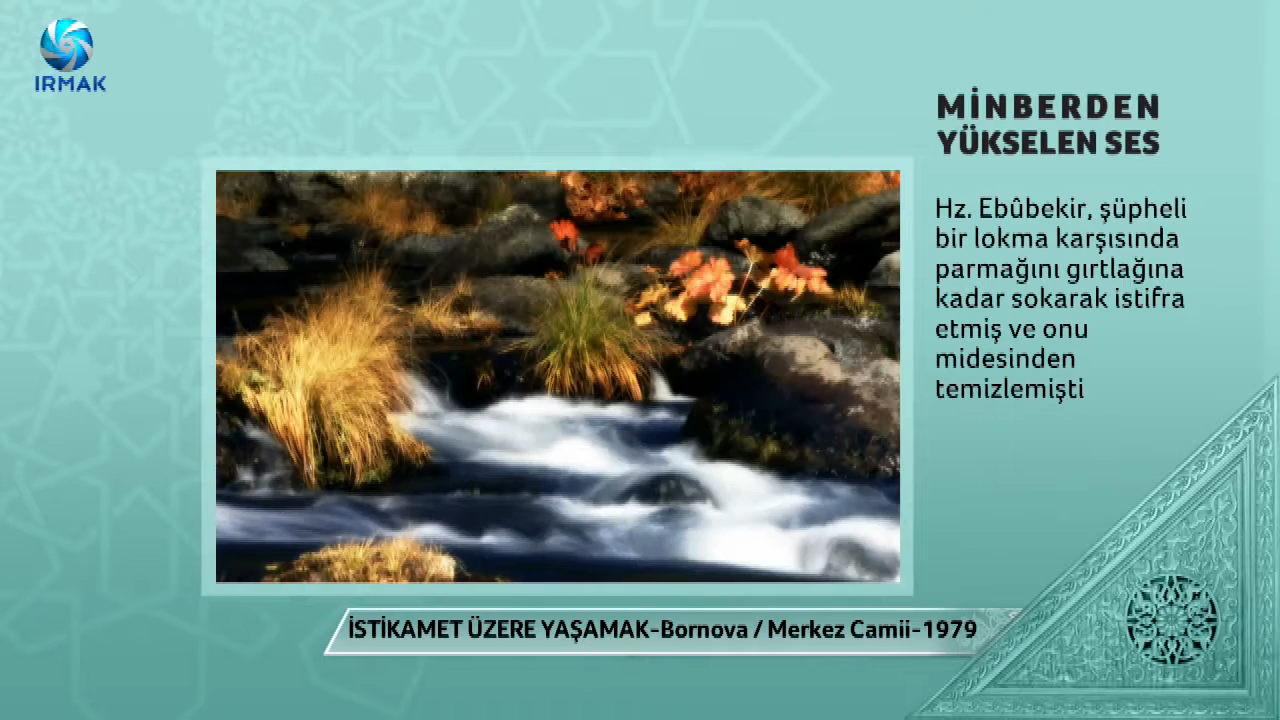 IRMAK
MİNBERDEN
YÜKSELEN SES
Hz. Ebûbekir, şüpheli
bir lokma karşısında
parmağını gırtlağına
kadar sokarak istifra
etmiş ve onu
midesinden
temizlemişti
İSTİKAMET ÜZERE YAŞAMAK-Bornova / Merkez Camii-1979